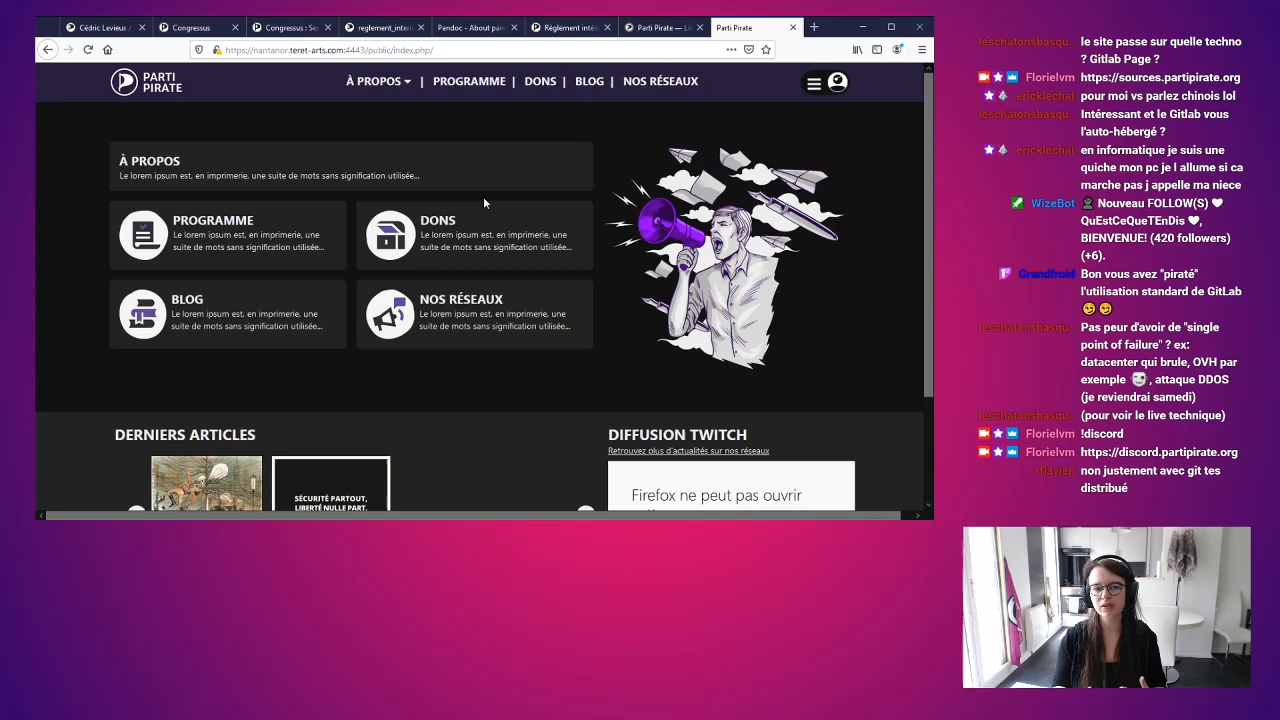 Cédric Levieux /
Congressus
Congressus : Sé
reglement_interi
Pandoc - About pan
Règlement intéri
Parti Pirate — Li
Parti Pirate
https://nantanor.teret-arts.com:4443/public/index.php/
PARTI
PIRATE
À PROPOS | PROGRAMME | DONS | BLOG | NOS RÉSEAUX
À PROPOS
Le lorem ipsum est, en imprimerie, une suite de mots sans signification utilisée...
PROGRAMME
Le lorem ipsum est, en imprimerie, une
suite de mots sans signification utilisée...
DONS
Le lorem ipsum est, en imprimerie, une
suite de mots sans signification utilisée...
BLOG
Le lorem ipsum est, en imprimerie, une
suite de mots sans signification utilisée...
NOS RÉSEAUX
Le lorem ipsum est, en imprimerie, une
suite de mots sans signification utilisée...
DERNIERS ARTICLES
SÉCURITÉ PARTOUT,
LIBERTÉ NULLE PART.
DIFFUSION TWITCH
Retrouvez plus d'actualités sur nos réseaux
Firefox ne peut pas ouvrir
leschatonsbasqu... le site passe sur quelle techno
? Gitlab Page ?
Florielvm https://sources.partipirate.org
ericklechat pour moi vs parlez chinois lol
leschatonsbasqu... Intéressant et le Gitlab vous
l'auto-hébergé ?
ericklechat en informatique je suis une
quiche mon pc je l allume si ca
marche pas j appelle ma niece
WizeBot Nouveau FOLLOW(S)
QuEstCeQueTEnDis ,
BIENVENUE! (420 followers)
(+6).
Grandfroid Bon vous avez "piraté"
l'utilisation standard de GitLab
leschatonsbasqu... Pas peur d'avoir de "single
point of failure" ? ex:
datacenter qui brule, OVH par
exemple , attaque DDOS
(je reviendrai samedi)
leschatonsbasqu... (pour voir le live technique)
Florielvm !discord
Florielvm https://discord.partipirate.org
rflavien non justement avec git tes
distribué